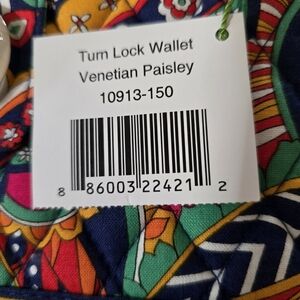 Turn Lock Wallet
Venetian Paisley
10913-150
8 86003 22421 2